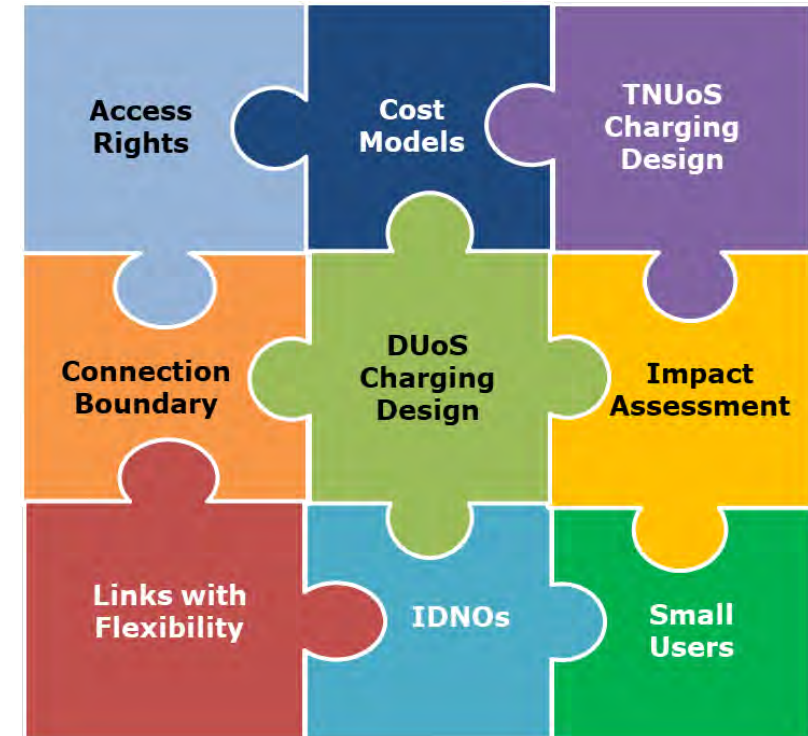 Access
Rights
Cost
Models
TNUoS
Charging
Design
Connection
Boundary
DUoS
Charging
Design
Impact
Assessment
Links with
Flexibility
IDNOs
Small
Users